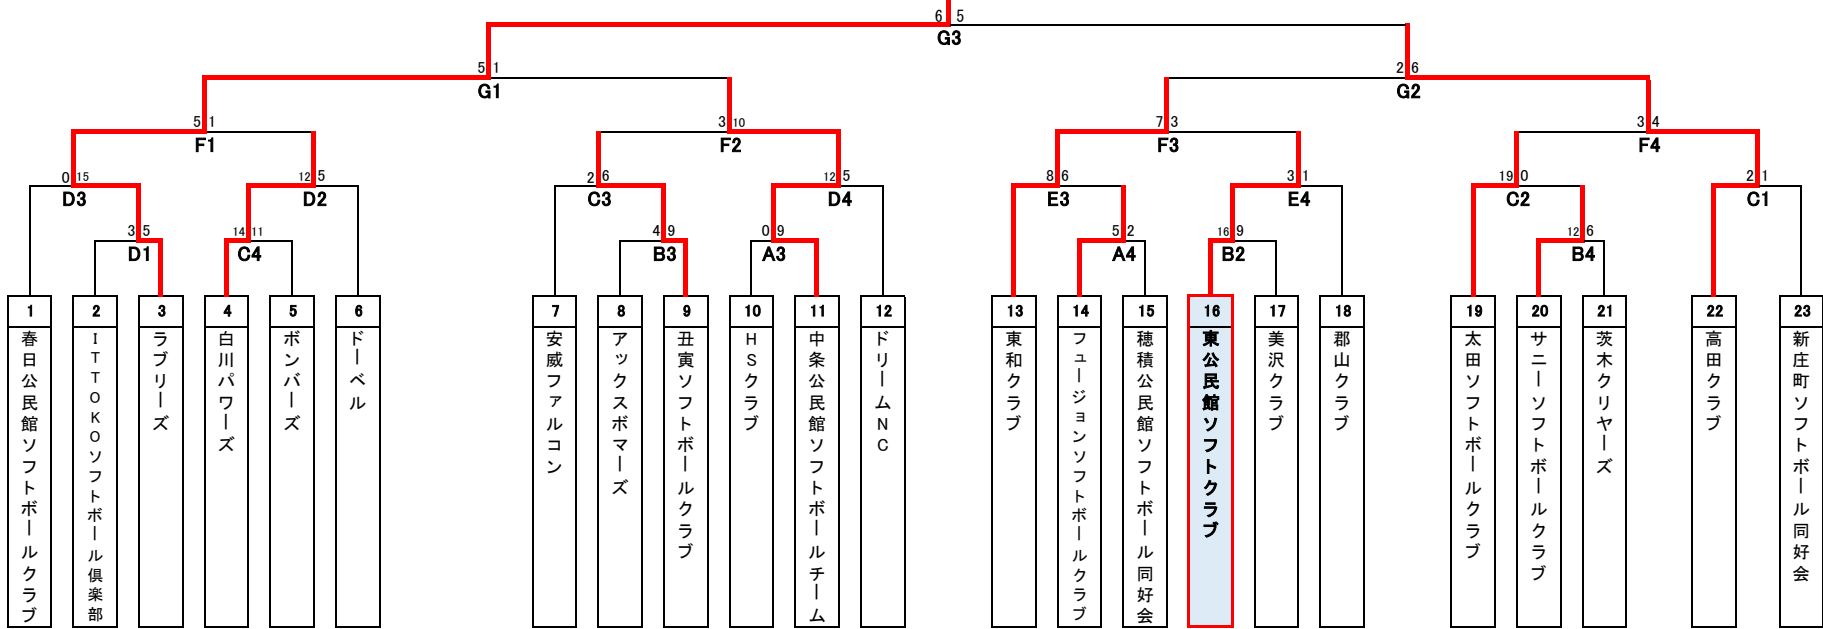 6 5
G3
5 1
G1
2 6
G2
5 1
F1
3 10
F2
7 3
F3
3 4
F4
0 15
D3
12 5
D2
2 6
C3
12 5
D4
8 6
E3
3 1
E4
19 0
C2
2 1
C1
3 5
D1
14 11
C4
4 9
B3
0 9
A3
5 2
A4
16 9
B2
12 6
B4
1
春日公民館ソフトボールクラブ
2
ITTOKOソフトボール倶楽部
3
ラブリーズ
4
白川パワーズ
5
ボンバーズ
6
ドーベル
7
安威ファルコン
8
アックスボマーズ
9
丑寅ソフトボールクラブ
10
HSクラブ
11
中条公民館ソフトボールチーム
12
ドリームNC
13
東和クラブ
14
フュージョンソフトボールクラブ
15
穂積公民館ソフトボール同好会
16
東公民館ソフトクラブ
17
美沢クラブ
18
郡山クラブ
19
太田ソフトボールクラブ
20
サニーソフトボールクラブ
21
茨木クリヤーズ
22
高田クラブ
23
新庄町ソフトボール同好会